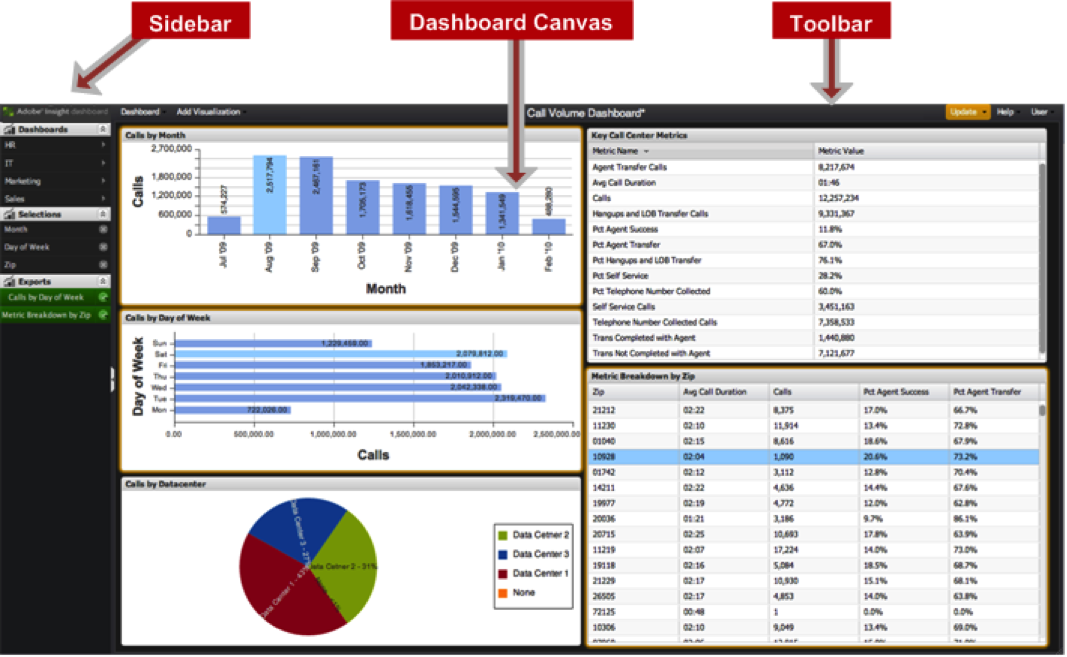 Sidebar
Dashboard Canvas
Toolbar
Adobe® Insight dashboard
Dashboard
Add Visualization
Call Volume Dashboard*
Update
Help
User
Dashboards
HR
IT
Marketing
Sales
Selections
Month
Day of Week
Zip
Exports
Calls by Day of Week
Metric Breakdown by Zip
Calls by Month
Calls
2,700,000
1,800,000
1,200,000
600,000
0
574,227
2,517,794
2,467,161
1,705,173
1,618,455
1,544,595
1,341,549
488,280
Jul '09
Aug '09
Sep '09
Oct '09
Nov '09
Dec '09
Jan '10
Feb '10
Month
Calls by Day of Week
Day of Week
Sun
Sat
Fri
Thu
Wed
Tue
Mon
1,229,459.00
2,079,812.00
1,853,217.00
2,010,912.00
2,042,338.00
2,319,470.00
722,026.00
0.00
500,000.00
1,000,000.00
1,500,000.00
2,000,000.00
2,500,000.00
Calls
Calls by Datacenter
Data Center 3 - 27%
Data Cetner 2 - 31%
Data Center 1 - 43%
Data Cetner 2
Data Center 3
Data Center 1
None
Key Call Center Metrics
Metric Name Metric Value
Agent Transfer Calls 8,217,674
Avg Call Duration 01:46
Calls 12,257,234
Hangups and LOB Transfer Calls 9,331,367
Pct Agent Success 11.8%
Pct Agent Transfer 67.0%
Pct Hangups and LOB Transfer 76.1%
Pct Self Service 28.2%
Pct Telephone Number Collected 60.0%
Self Service Calls 3,451,163
Telephone Number Collected Calls 7,358,533
Trans Completed with Agent 1,440,880
Trans Not Completed with Agent 7,121,677
Metric Breakdown by Zip
Zip Avg Call Duration Calls Pct Agent Success Pct Agent Transfer
21212 02:22 8,375 17.0% 66.7%
11230 02:10 11,914 13.4% 72.8%
01040 02:15 8,616 18.6% 67.9%
10928 02:04 1,090 20.6% 73.2%
01742 02:12 3,112 12.8% 70.4%
14211 02:22 4,636 14.4% 67.6%
19977 02:19 4,772 12.0% 62.8%
20036 01:21 3,186 9.7% 86.1%
20715 02:25 10,693 17.8% 63.9%
11219 02:07 17,224 14.0% 73.0%
19118 02:16 5,084 18.5% 68.7%
21229 02:17 10,930 15.1% 68.1%
26505 02:17 4,853 14.0% 63.8%
72125 00:48 1 0.0% 0.0%
10306 02:10 9,049 13.4% 69.0%